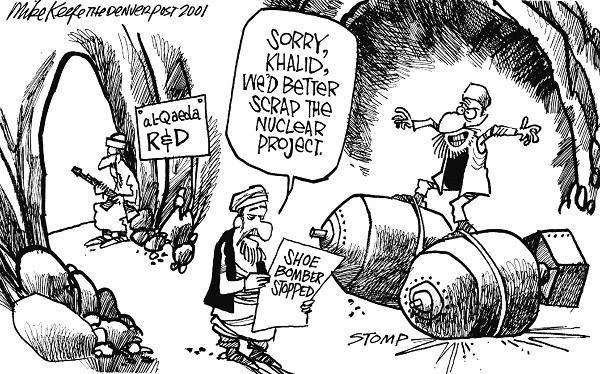 Mike Keefe THE DENVER POST 2001
al-Qaeda
R&D
SORRY,
KHALID,
WE'D BETTER
SCRAP THE
NUCLEAR
PROJECT.
SHOE
BOMBER
STOPPED
STOMP